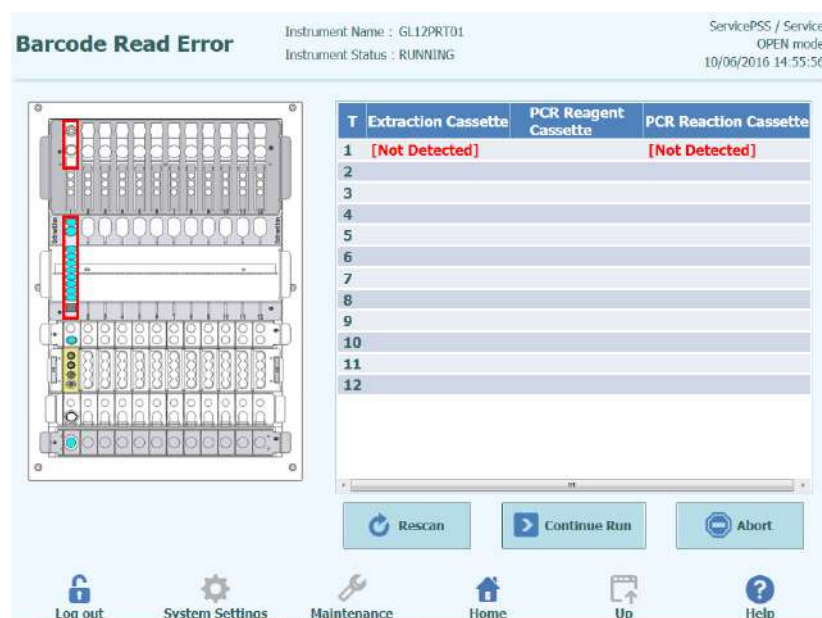 Barcode Read Error
Instrument Name : GL12PRT01
Instrument Status : RUNNING
ServicePSS / Service
OPEN mode
10/06/2016 14:55:56
T Extraction Cassette PCR Reagent Cassette PCR Reaction Cassette
1 [Not Detected] [Not Detected]
2
3
4
5
6
7
8
9
10
11
12
Rescan Continue Run Abort
Log out System Settings Maintenance Home Up Help